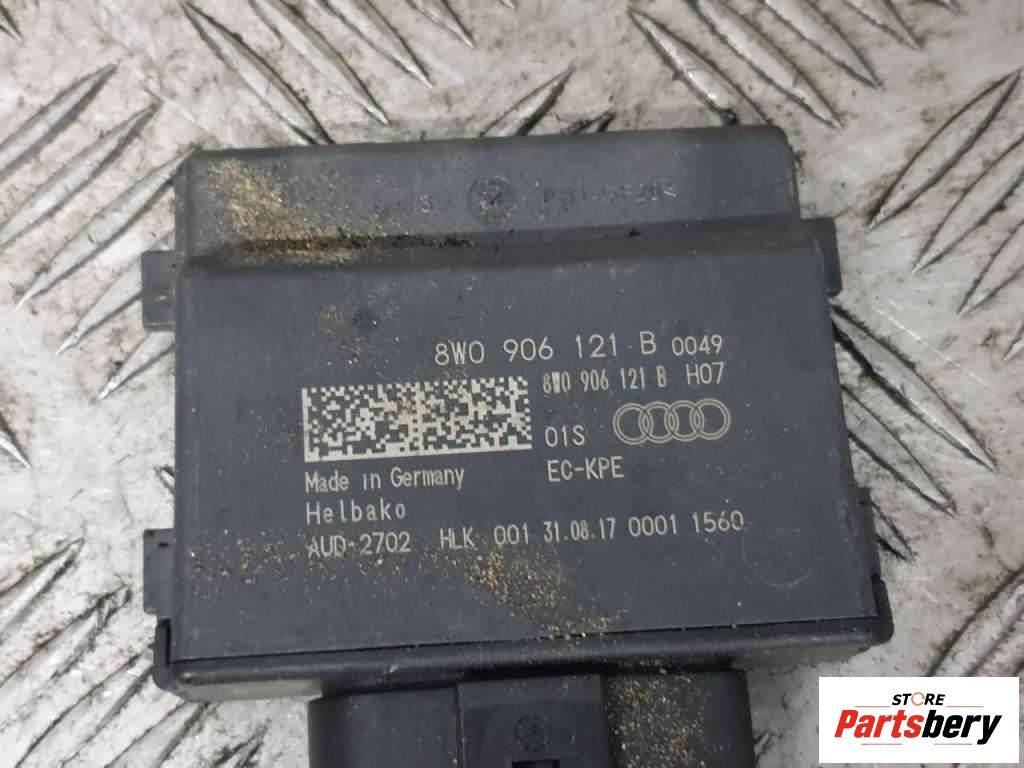 8W0 906 121 B 0049
8W0 906 121 B H07
01S
EC-KPE
Made in Germany
Helbako
AUD-2702 HLK 001 31.08.17 0001 1560
STORE
Partsbery